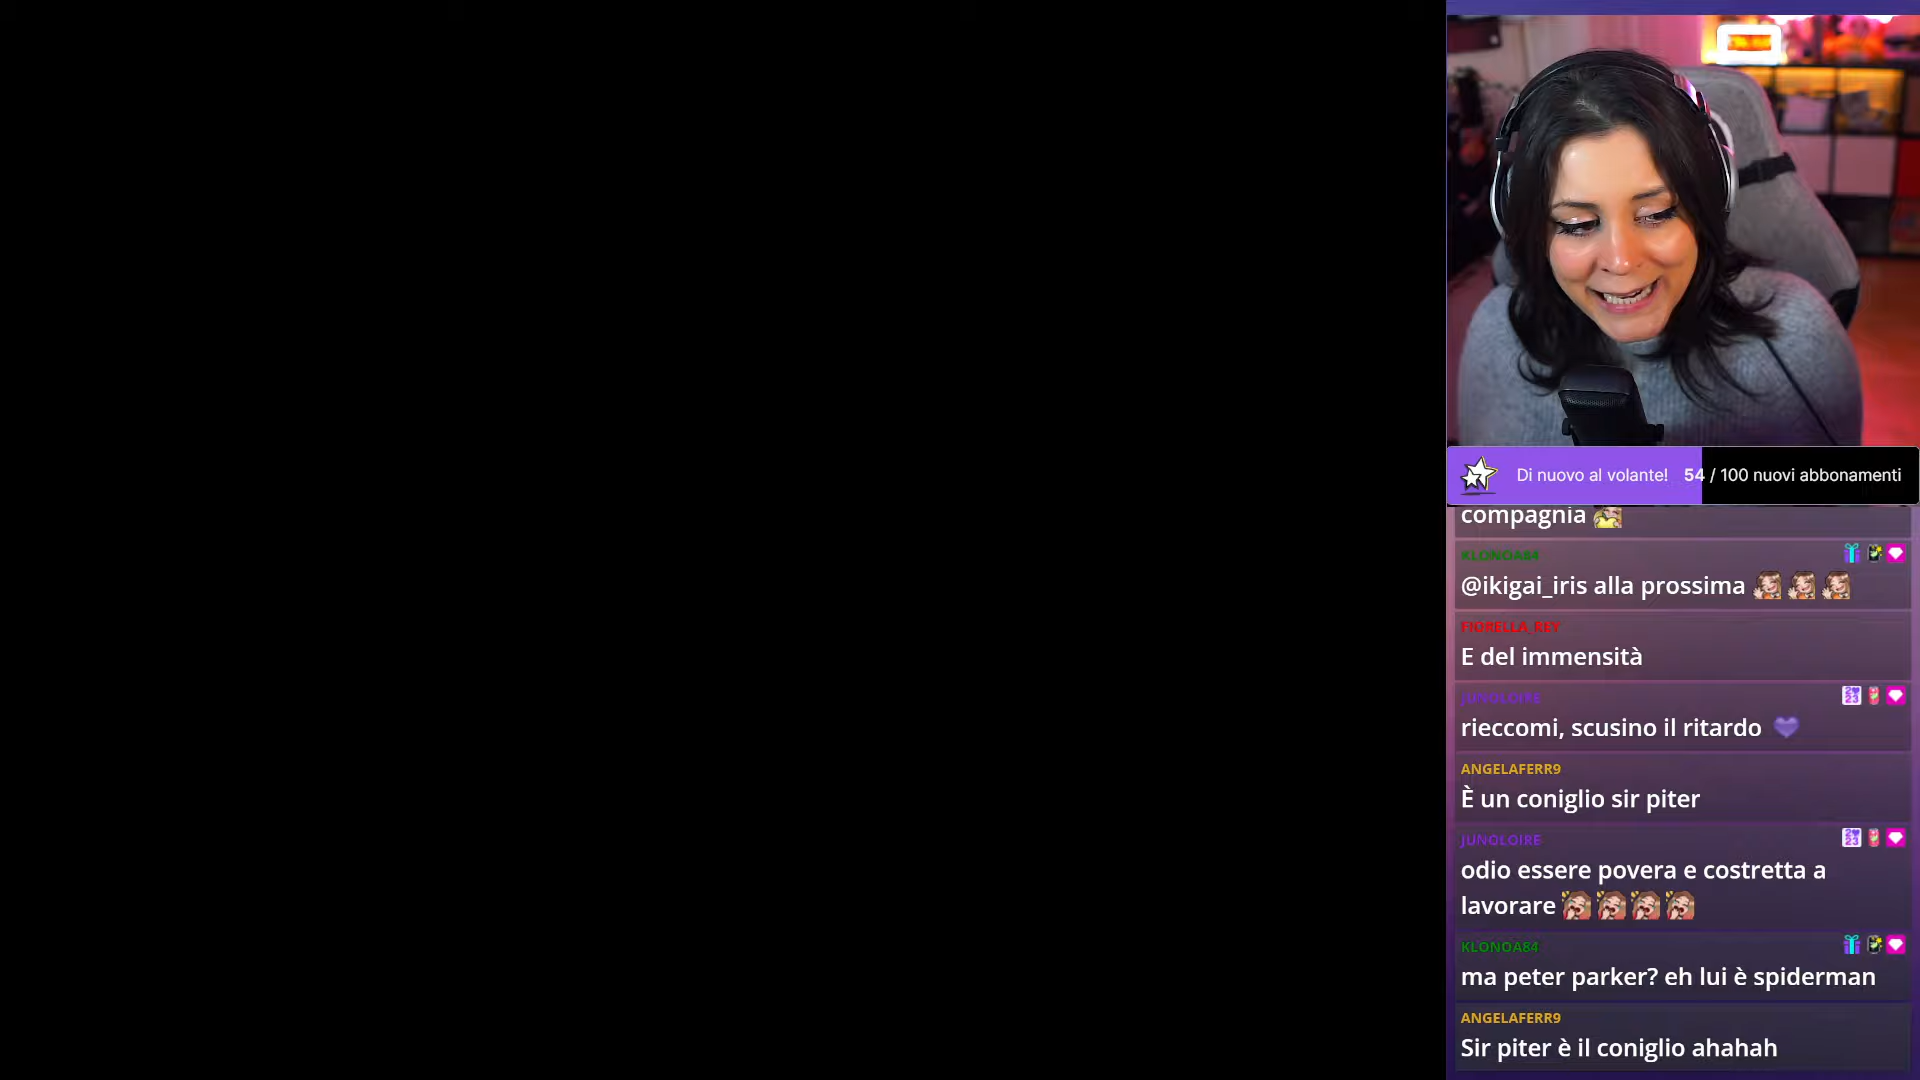 Di nuovo al volante! 54 / 100 nuovi abbonamenti
compagnia
KLONOA84
@ikigai_iris alla prossima
FIORELLA_REY
E del immensità
JUNOLOIRE
rieccomi, scusino il ritardo
ANGELAFERR9
È un coniglio sir piter
JUNOLOIRE
odio essere povera e costretta a
lavorare
KLONOA84
ma peter parker? eh lui è spiderman
ANGELAFERR9
Sir piter è il coniglio ahahah